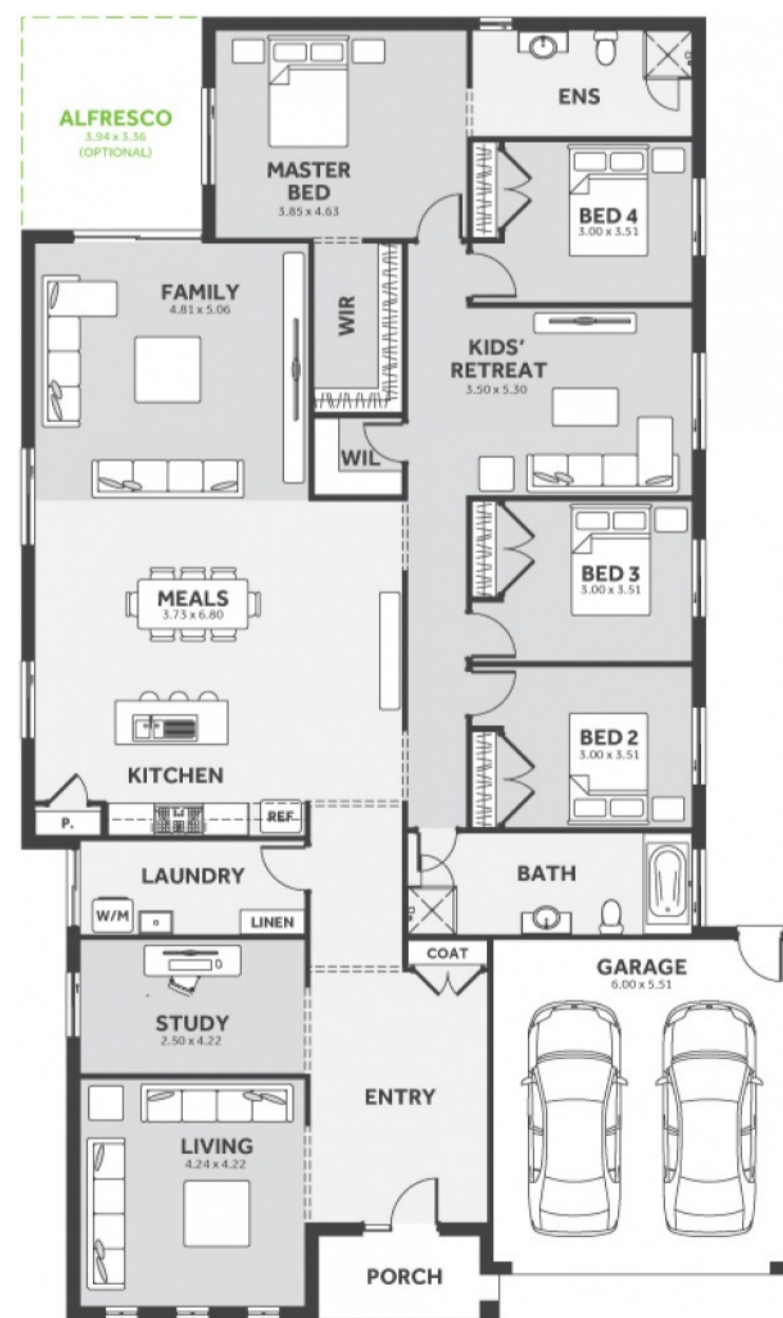 ENS
ALFRESCO
3.94 x 3.36
(OPTIONAL)
MASTER
BED
3.85 x 4.63
BED 4
3.00 x 3.51
FAMILY
4.81 x 5.06
WIR
KIDS'
RETREAT
3.50 x 5.30
WIL
BED 3
3.00 x 3.51
MEALS
3.73 x 6.80
BED 2
3.00 x 3.51
KITCHEN
P.
REF
LAUNDRY
BATH
W/M
LINEN
COAT
GARAGE
6.00 x 5.51
STUDY
2.50 x 4.22
ENTRY
LIVING
4.24 x 4.22
PORCH